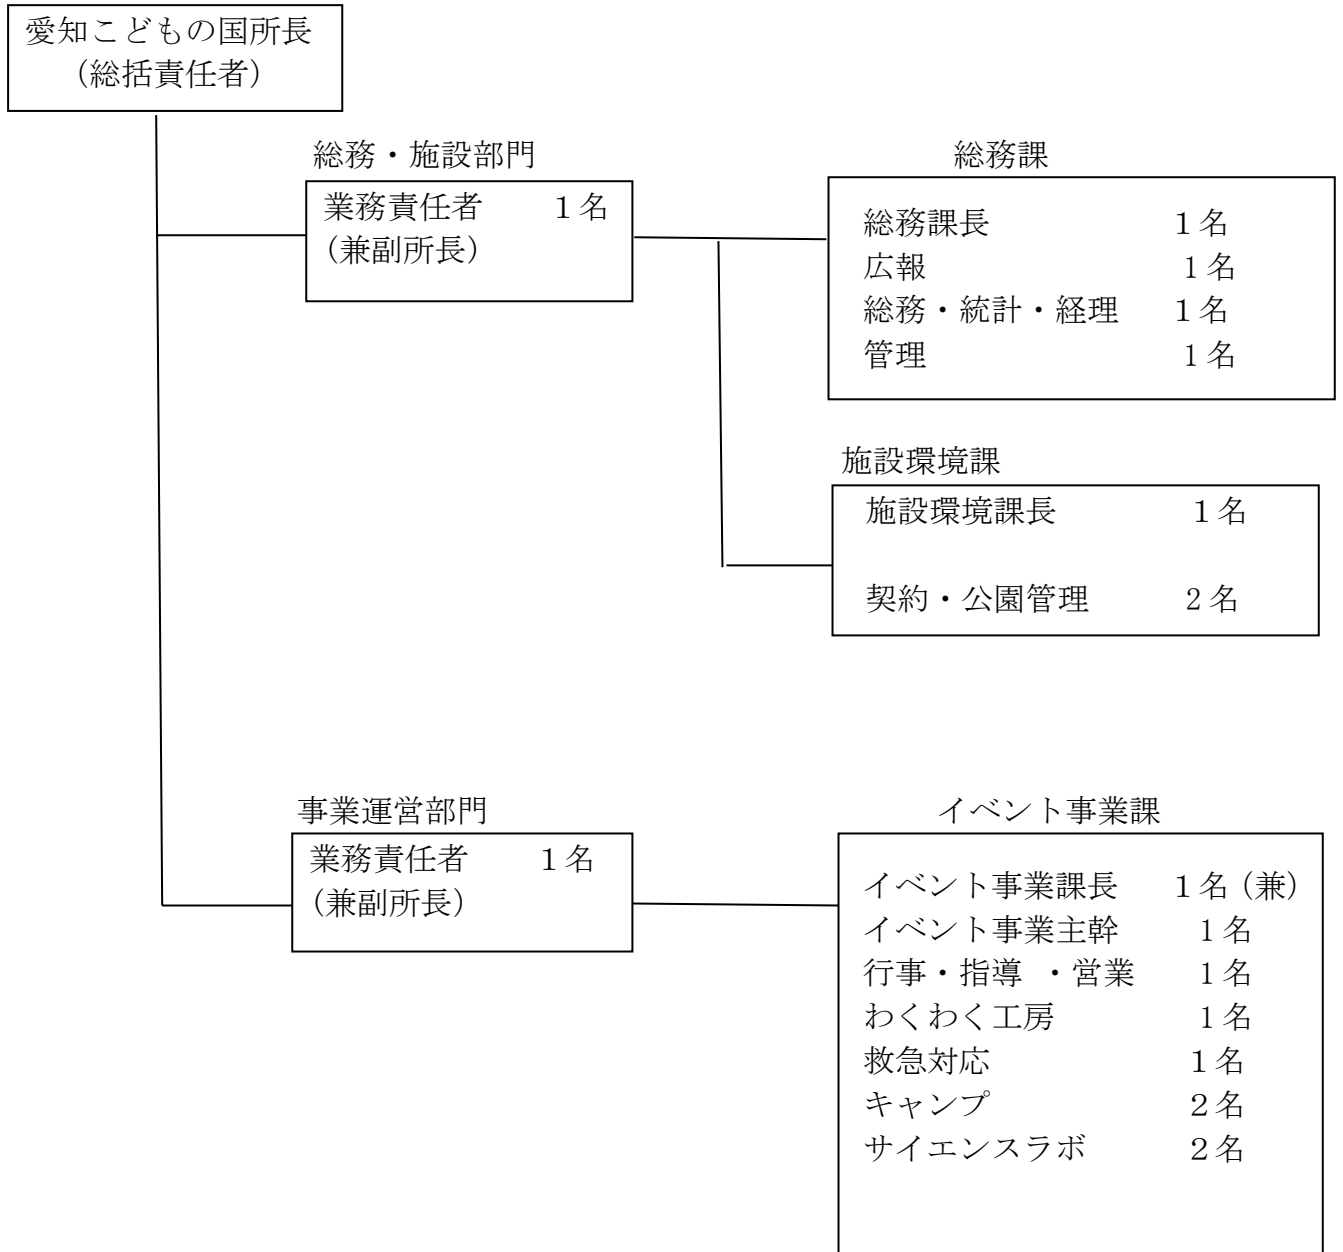 愛知こどもの国所長
（総括責任者）
総務・施設部門
業務責任者　　１名
（兼副所長）
総務課
総務課長　　　　　　1名
広報　　　　　　　　1名
総務・統計・経理　　1名
管理　　　　　　　　1名
施設環境課
施設環境課長　　　　1名
契約・公園管理　　　2名
事業運営部門
業務責任者　　１名
（兼副所長）
イベント事業課
イベント事業課長　　1名（兼）
イベント事業主幹　　1名
行事・指導　・営業　　1名
わくわく工房　　　　1名
救急対応　　　　　　1名
キャンプ　　　　　　２名
サイエンスラボ　　　２名